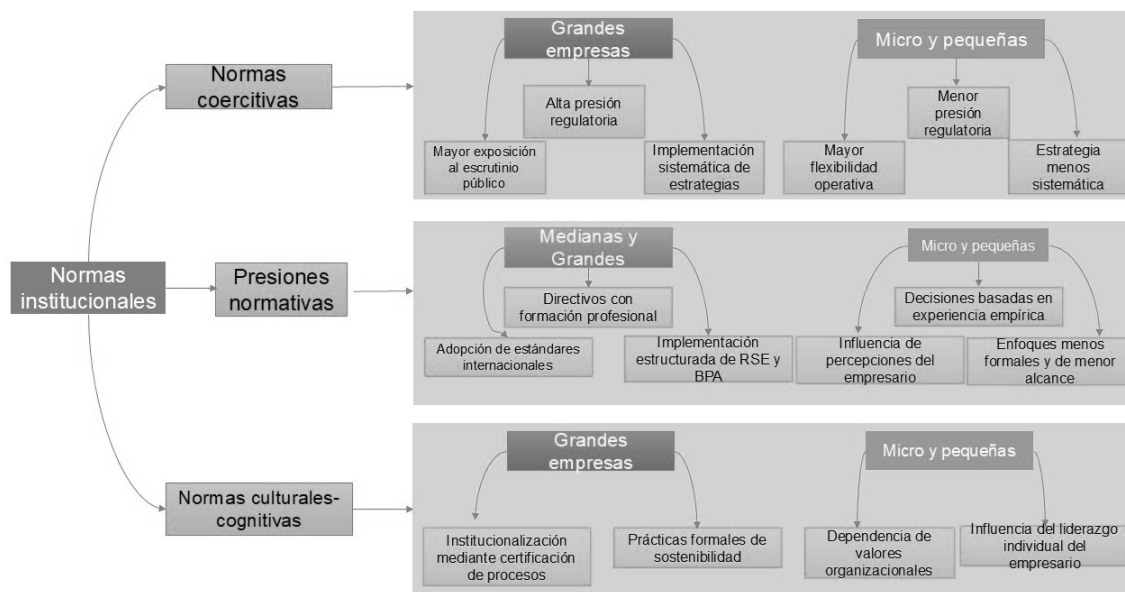 Normas
institucionales
Normas
coercitivas
Grandes
empresas
Alta presión
regulatoria
Mayor exposición
al escrutinio
público
Implementación
sistemática de
estrategias
Micro y pequeñas
Menor
presión
regulatoria
Mayor
flexibilidad
operativa
Estrategia
menos
sistemática
Presiones
normativas
Medianas y
Grandes
Directivos con
formación profesional
Adopción de estándares
internacionales
Implementación
estructurada de RSE y
BPA
Micro y pequeñas
Decisiones basadas en
experiencia empírica
Influencia de
percepciones del
empresario
Enfoques menos
formales y de menor
alcance
Normas culturales-
cognitivas
Grandes
empresas
Institucionalización
mediante certificación
de procesos
Prácticas formales de
sostenibilidad
Micro y pequeñas
Dependencia de
valores
organizacionales
Influencia del liderazgo
individual del
empresario